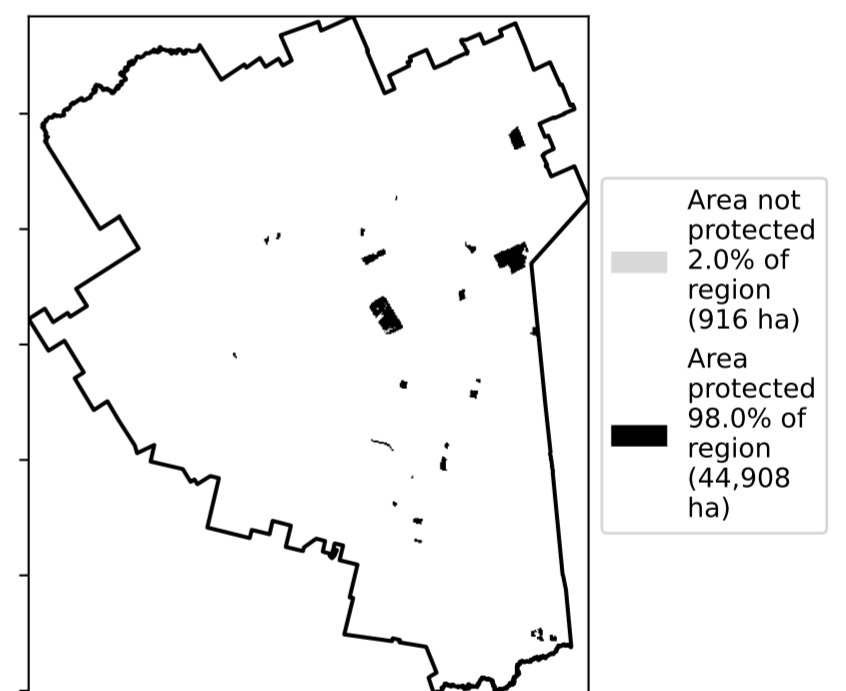 Area not
protected
2.0% of
region
(916 ha)
Area
protected
98.0% of
region
(44,908
ha)